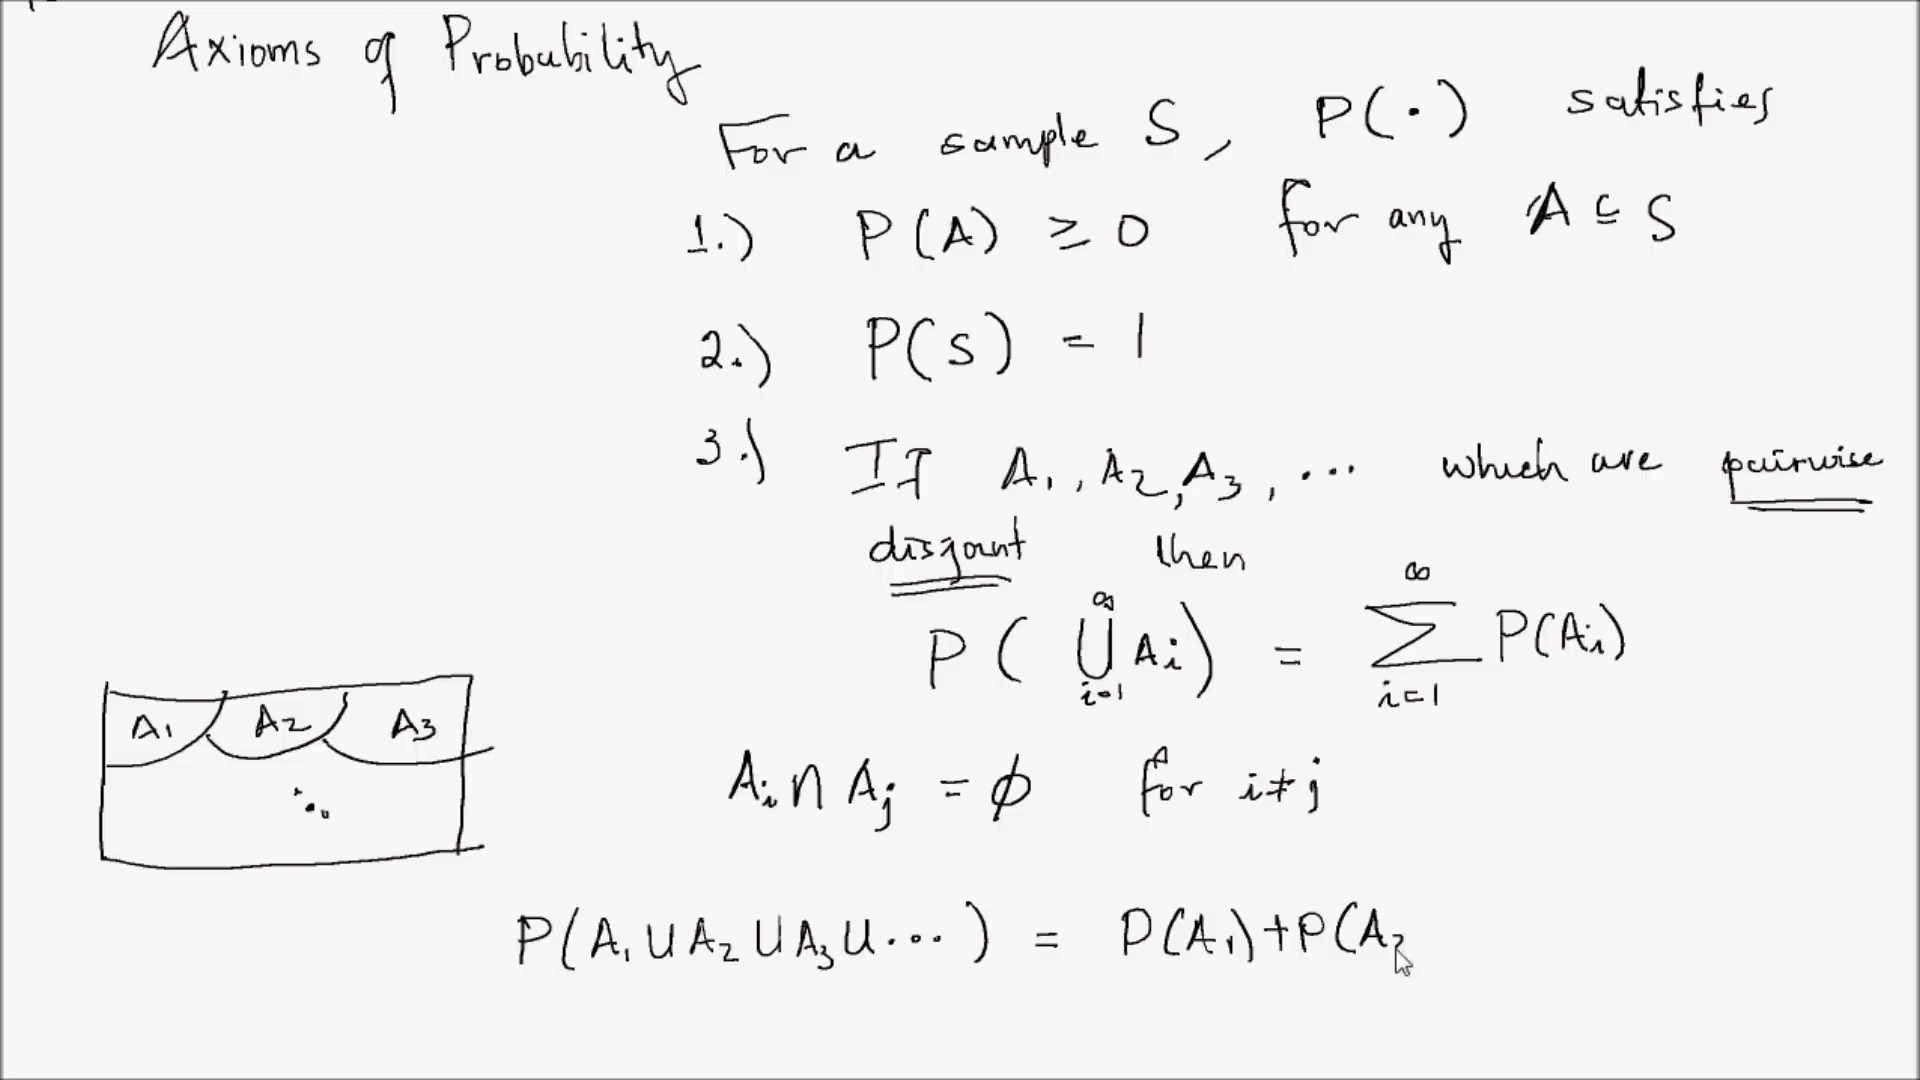 Axioms of Probability
For a sample S, P(·) satisfies
1.) P(A) ≥ 0 for any A ⊆ S
2.) P(S) = 1
3.) If A₁, A₂, A₃, ... which are pairwise
disjoint then
P( ⋃_{i=1}^{∞} Aᵢ ) = ∑_{i=1}^{∞} P(Aᵢ)
A₁ A₂ A₃
Aᵢ ∩ Aⱼ = ϕ for i≠j
P(A₁ ∪ A₂ ∪ A₃ ∪ ...) = P(A₁)+P(A₂